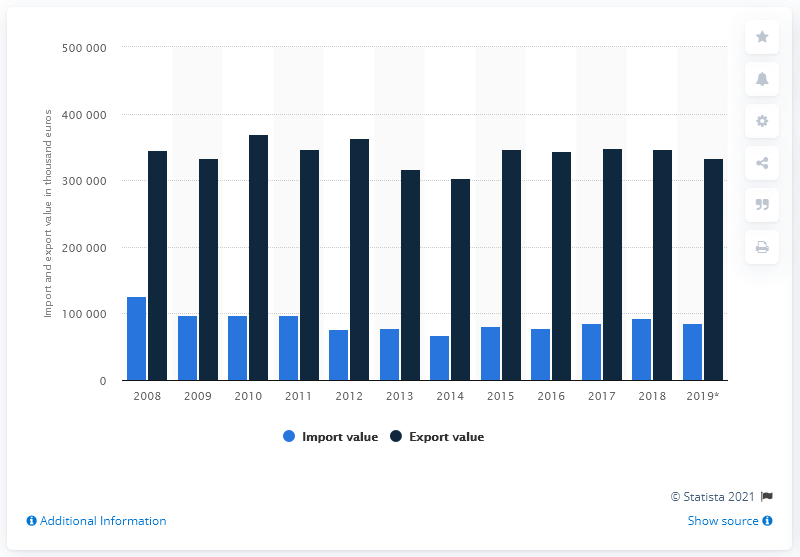 500 000
400 000
300 000
200 000
100 000
0
Import and export value in thousand euros
2008 2009 2010 2011 2012 2013 2014 2015 2016 2017 2018 2019*
Import value Export value
© Statista 2021
Additional Information Show source